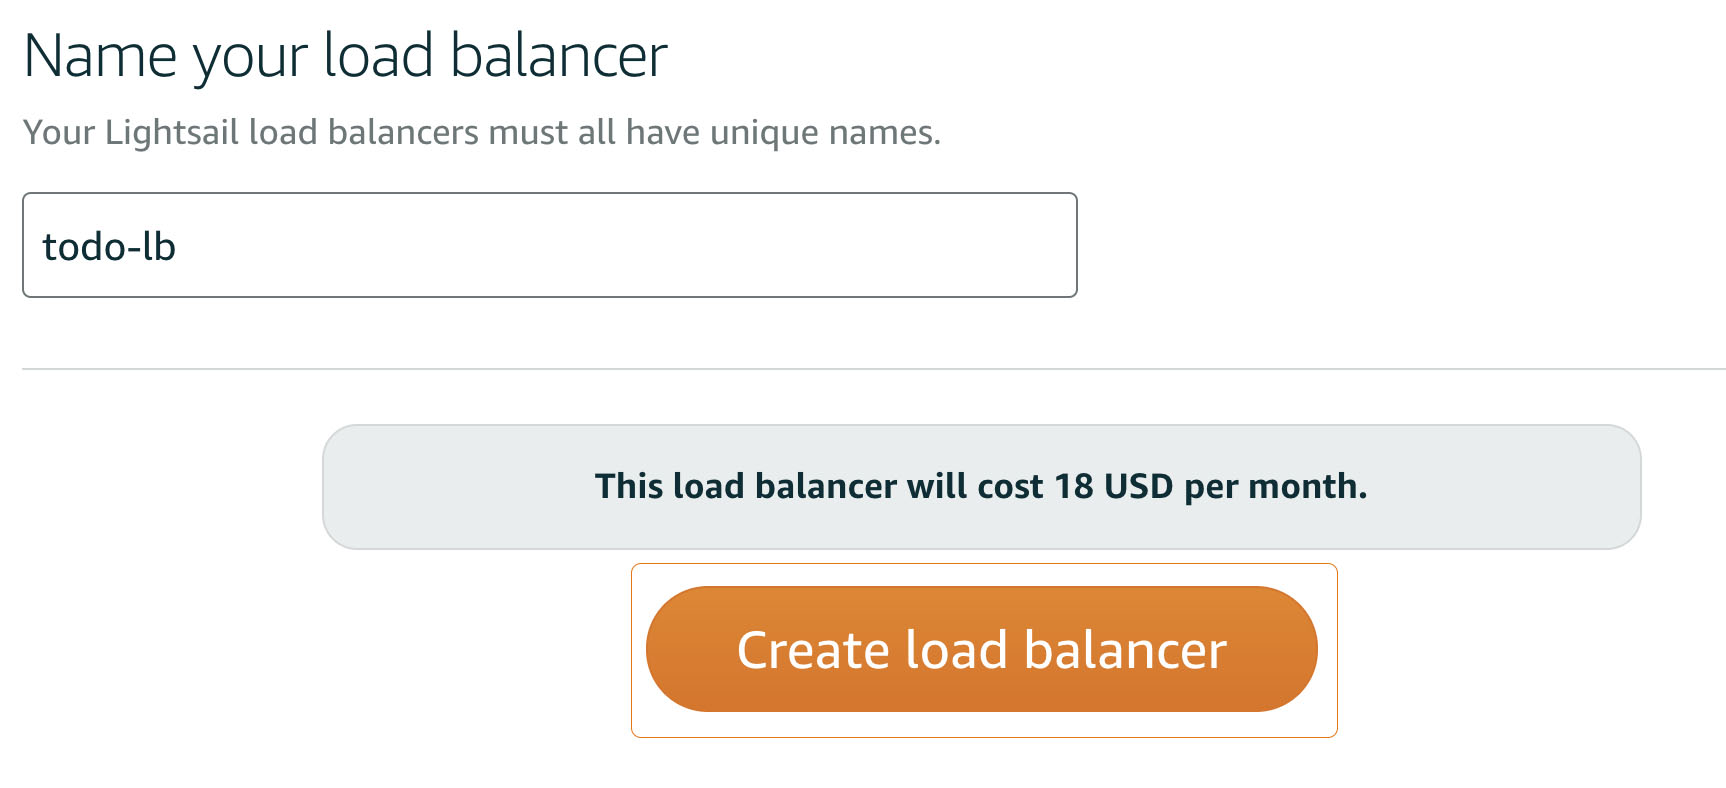 Name your load balancer
Your Lightsail load balancers must all have unique names.
todo-lb
This load balancer will cost 18 USD per month.
Create load balancer